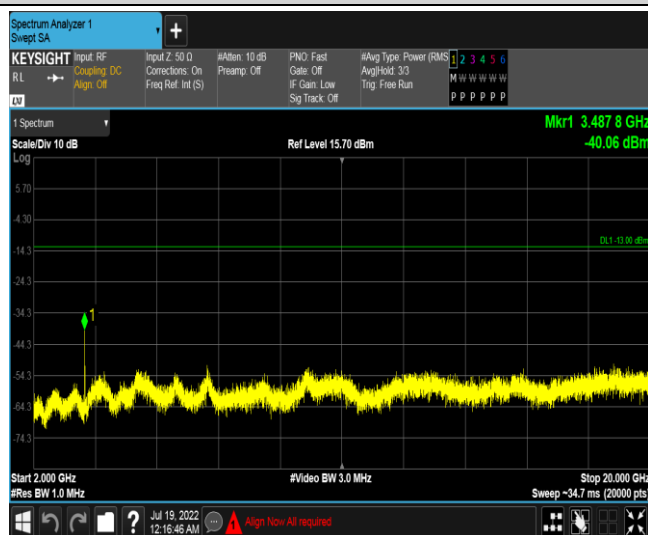 Spectrum Analyzer 1
Swept SA
+
KEYSIGHT
RL
LXI
Input: RF
Coupling: DC
Align: Off
Input Z: 50 Ω
Corrections: On
Freq Ref: Int (S)
#Atten: 10 dB
Preamp: Off
PNO: Fast
Gate: Off
IF Gain: Low
Sig Track: Off
#Avg Type: Power (RMS
Avg|Hold: 3/3
Trig: Free Run
1 2 3 4 5 6
M W W W W W
P P P P P P
1 Spectrum
Mkr1 3.487 8 GHz
Scale/Div 10 dB
Ref Level 15.70 dBm
-40.06 dBm
Log
5.70
-4.30
DL1 -13.00 dBm
-14.3
-24.3
-34.3
1
-44.3
-54.3
-64.3
-74.3
Start 2.000 GHz
#Video BW 3.0 MHz
Stop 20.000 GHz
#Res BW 1.0 MHz
Sweep ~34.7 ms (20000 pts)
?
Jul 19, 2022
12:16:46 AM
Align Now All required